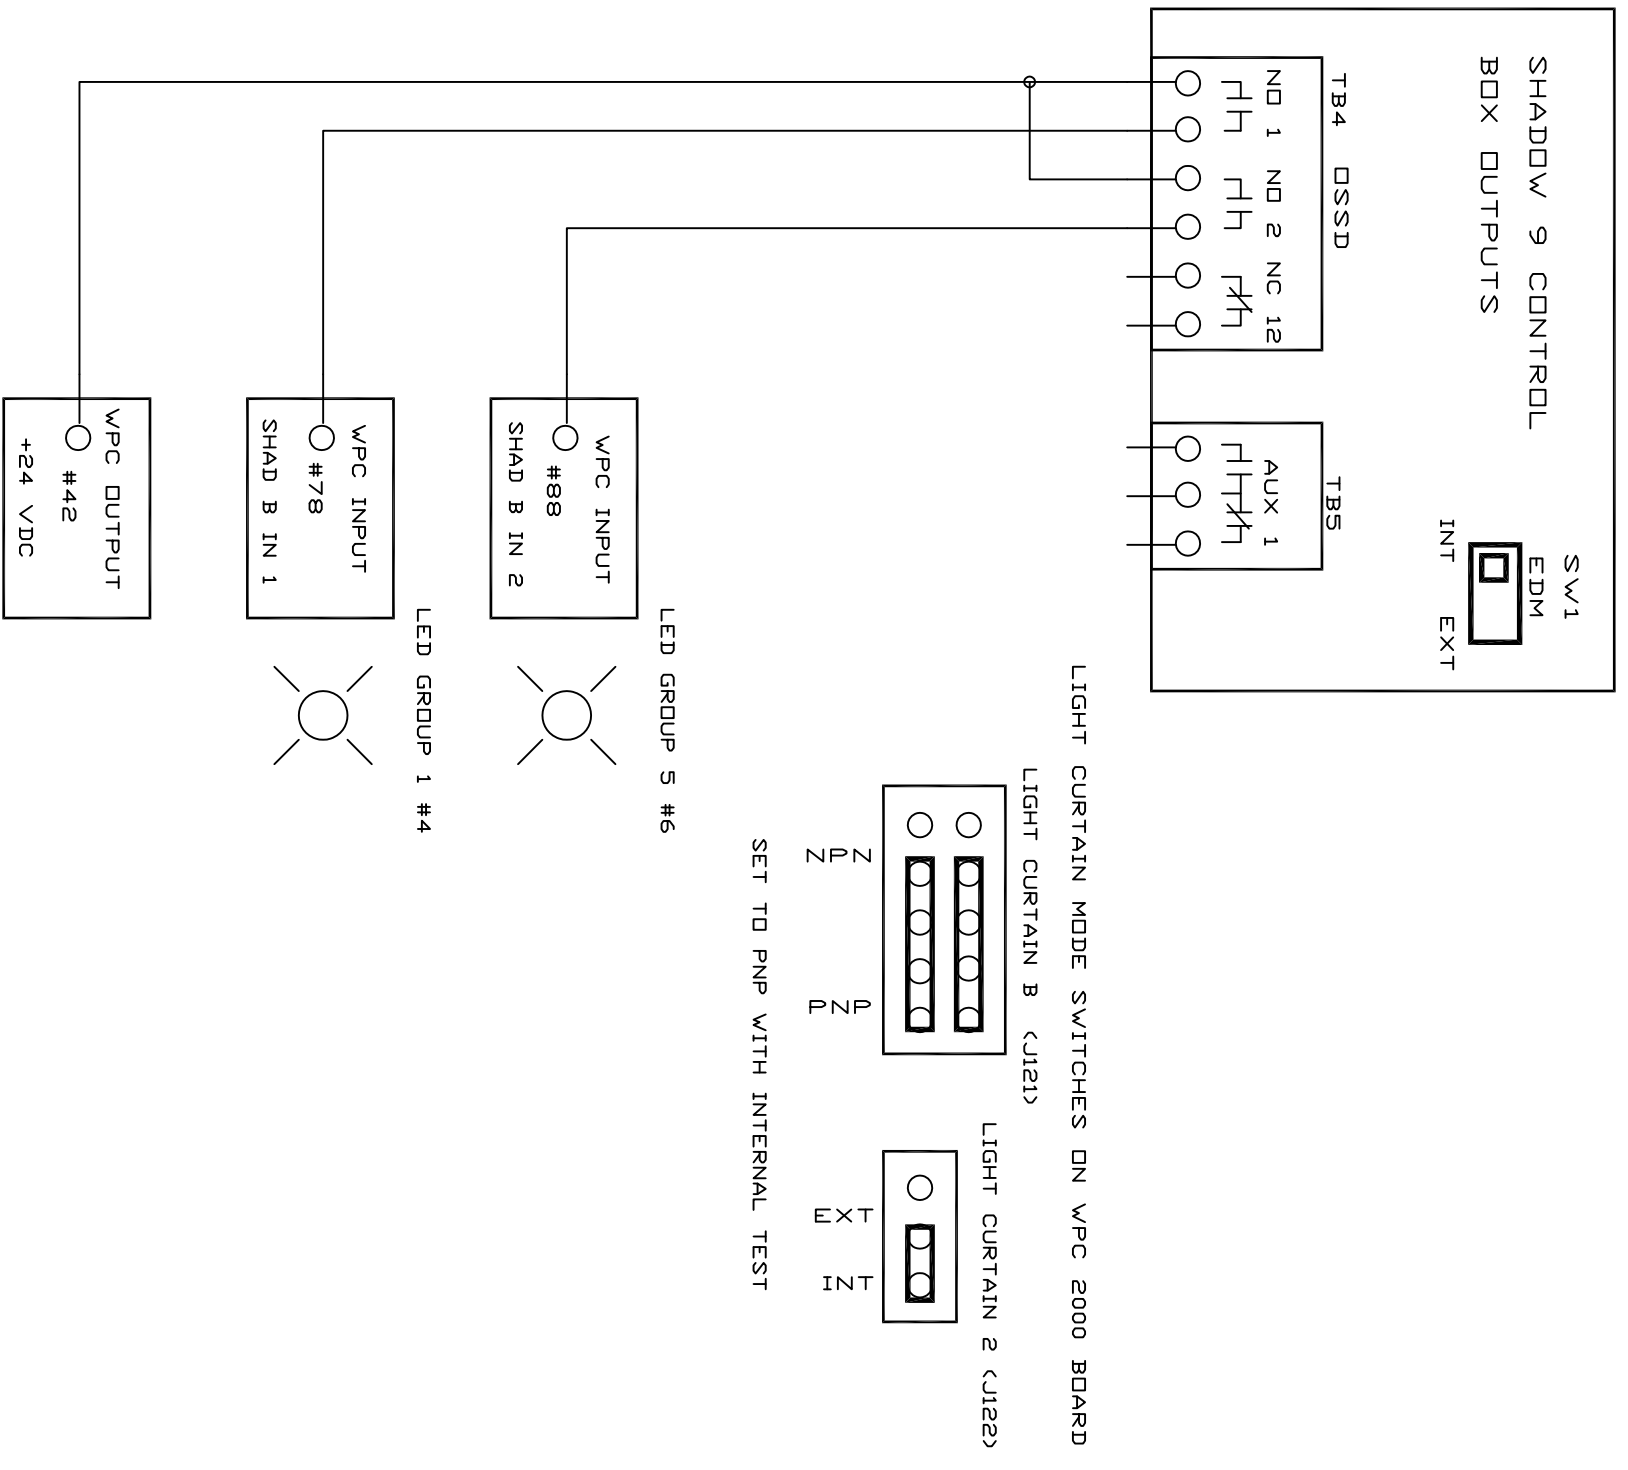 SHADOW 9 CONTROL
BOX OUTPUTS
SW1
EDM
INT EXT
TB4 OSSD
NO 1
NO 2
NC 12
TB5
AUX 1
LIGHT CURTAIN MODE SWITCHES ON WPC 2000 BOARD
LIGHT CURTAIN B (J121)
NPN
PNP
LIGHT CURTAIN 2 (J122)
EXT
INT
SET TO PNP WITH INTERNAL TEST
LED GROUP 5 #6
WPC INPUT
#88
SHAD B IN 2
LED GROUP 1 #4
WPC INPUT
#78
SHAD B IN 1
WPC OUTPUT
#42
+24 VDC